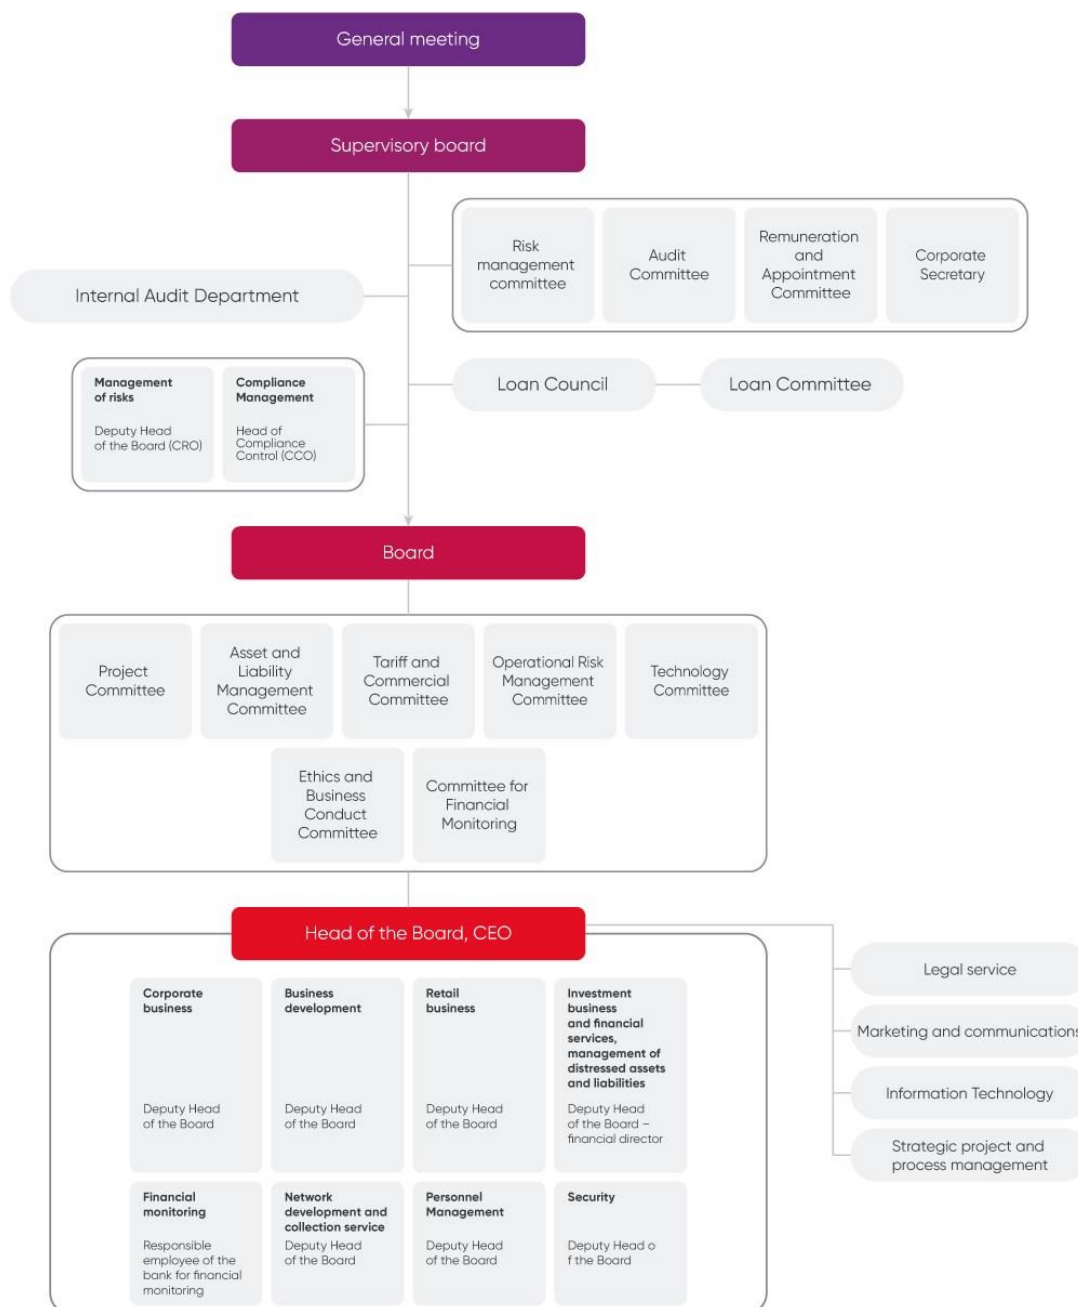 General meeting
Supervisory board
Risk
management
committee
Audit
Committee
Remuneration
and
Appointment
Committee
Corporate
Secretary
Internal Audit Department
Management
of risks
Deputy Head
of the Board (CRO)
Compliance
Management
Head of
Compliance
Control (CCO)
Loan Council
Loan Committee
Board
Project
Committee
Asset and
Liability
Management
Committee
Tariff and
Commercial
Committee
Operational Risk
Management
Committee
Technology
Committee
Ethics and
Business
Conduct
Committee
Committee for
Financial
Monitoring
Head of the Board, CEO
Corporate
business
Deputy Head
of the Board
Business
development
Deputy Head
of the Board
Retail
business
Deputy Head
of the Board
Investment
business
and financial
services,
management of
distressed assets
and liabilities
Deputy Head
of the Board –
financial director
Financial
monitoring
Responsible
employee of the
bank for financial
monitoring
Network
development and
collection service
Deputy Head
of the Board
Personnel
Management
Deputy Head
of the Board
Security
Deputy Head o
f the Board
Legal service
Marketing and communications
Information Technology
Strategic project and
process management